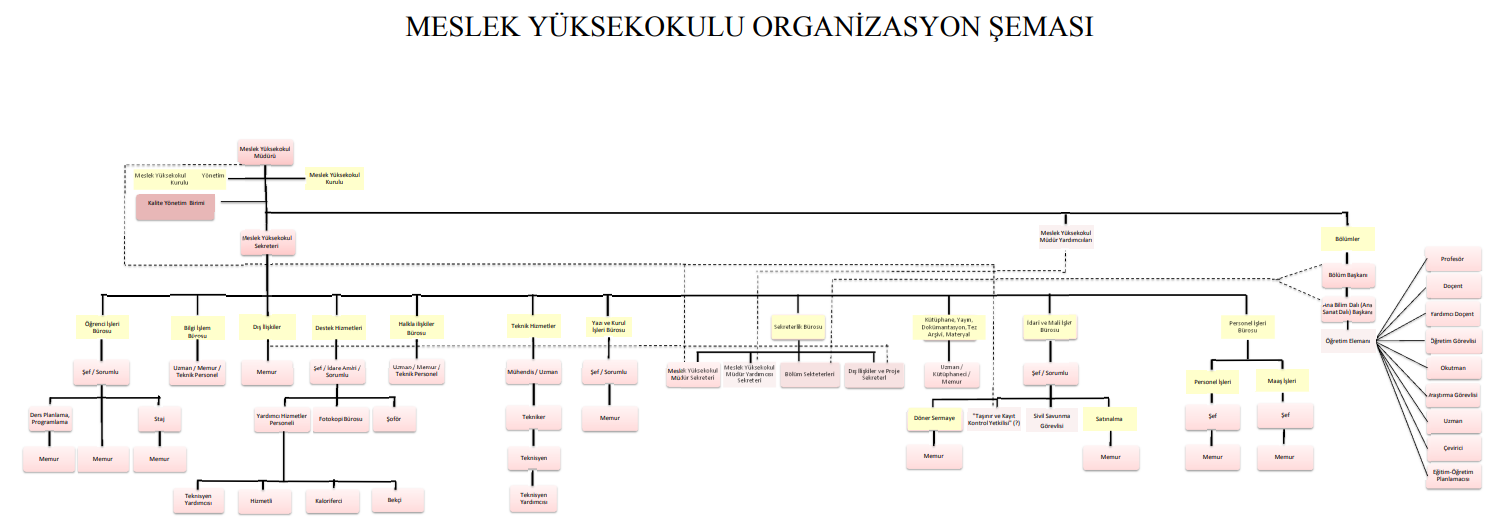 MESLEK YÜKSEKOKULU ORGANİZASYON ŞEMASI
Meslek Yüksekokul
Müdürü
Meslek Yüksekokul Yönetim
Kurulu
Meslek Yüksekokul
Kurulu
Kalite Yönetim Birimi
Meslek Yüksekokul
Sekreteri
Meslek Yüksekokul
Müdür Yardımcıları
Bölümler
Bölüm Başkanı
Ana Bilim Dalı (Ana
Sanat Dalı) Başkanı
Öğretim Elemanı
Profesör
Doçent
Yardımcı Doçent
Öğretim Görevlisi
Okutman
Araştırma Görevlisi
Uzman
Çevirici
Eğitim-Öğretim
Planlamacısı
Öğrenci İşleri
Bürosu
Bilgi İşlem
Bürosu
Dış İlişkiler
Destek Hizmetleri
Halkla ilişkiler
Bürosu
Teknik Hizmetler
Yazı ve Kurul
İşleri Bürosu
Sekreterlik Bürosu
Kütüphane, Yayın,
Dokümantasyon, Tez
Arşivi, Materyal
İdari ve Mali İşler
Bürosu
Personel İşleri
Bürosu
Şef / Sorumlu
Uzman / Memur /
Teknik Personel
Memur
Şef / İdare Amiri /
Sorumlu
Uzman / Memur /
Teknik Personel
Mühendis / Uzman
Şef / Sorumlu
Meslek Yüksekokul
Müdür Sekreteri
Meslek Yüksekokul
Müdür Yardımcısı
Sekreteri
Bölüm Sekteterleri
Dış İlişkiler ve Proje
Sekreteri
Uzman /
Kütüphaneci /
Memur
Şef / Sorumlu
Personel İşleri
Maaş İşleri
Ders Planlama,
Programlama
Staj
Yardımcı Hizmetler
Personeli
Fotokopi Bürosu
Şoför
Tekniker
Memur
Döner Sermaye
"Taşınır ve Kayıt
Kontrol Yetkilisi" (?)
Sivil Savunma
Görevlisi
Satınalma
Şef
Şef
Memur
Memur
Memur
Teknisyen
Memur
Memur
Memur
Memur
Teknisyen
Yardımcısı
Hizmetli
Kaloriferci
Bekçi
Teknisyen
Yardımcısı